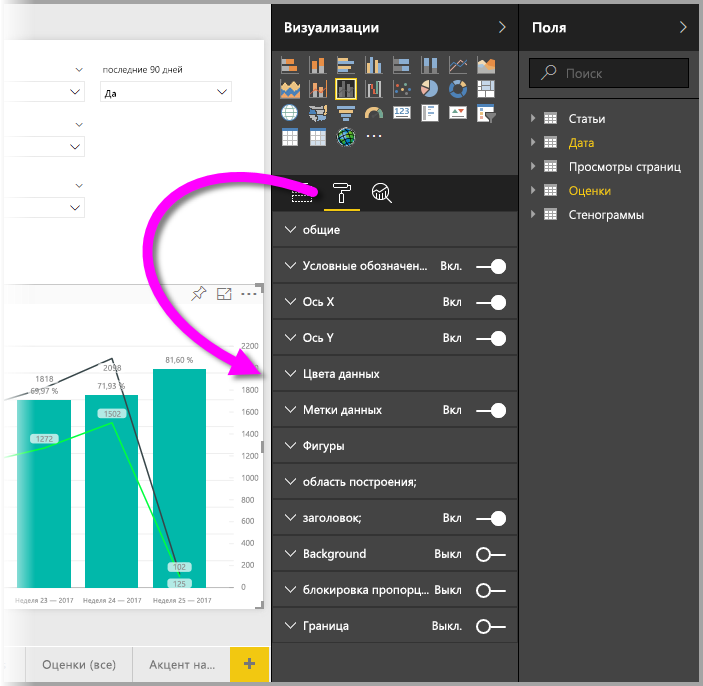 последние 90 дней
Да
2200
81,60 %
2098
1818
71,93 %
69,97 %
1800
1502
1600
1400
1272
1200
1000
800
600
400
200
102
125
0
Неделя 23 — 2017
Неделя 24 — 2017
Неделя 25 — 2017
Оценки (все)
Акцент на...
+
Визуализации
123
...
общие
Условные обозначен... Вкл.
Ось X Вкл
Ось Y Вкл
Цвета данных
Метки данных Вкл
Фигуры
область построения;
заголовок; Вкл
Background Выкл
блокировка пропорц... Выкл
Граница Выкл.
Поля
Поиск
Статьи
Дата
Просмотры страниц
Оценки
Стенограммы